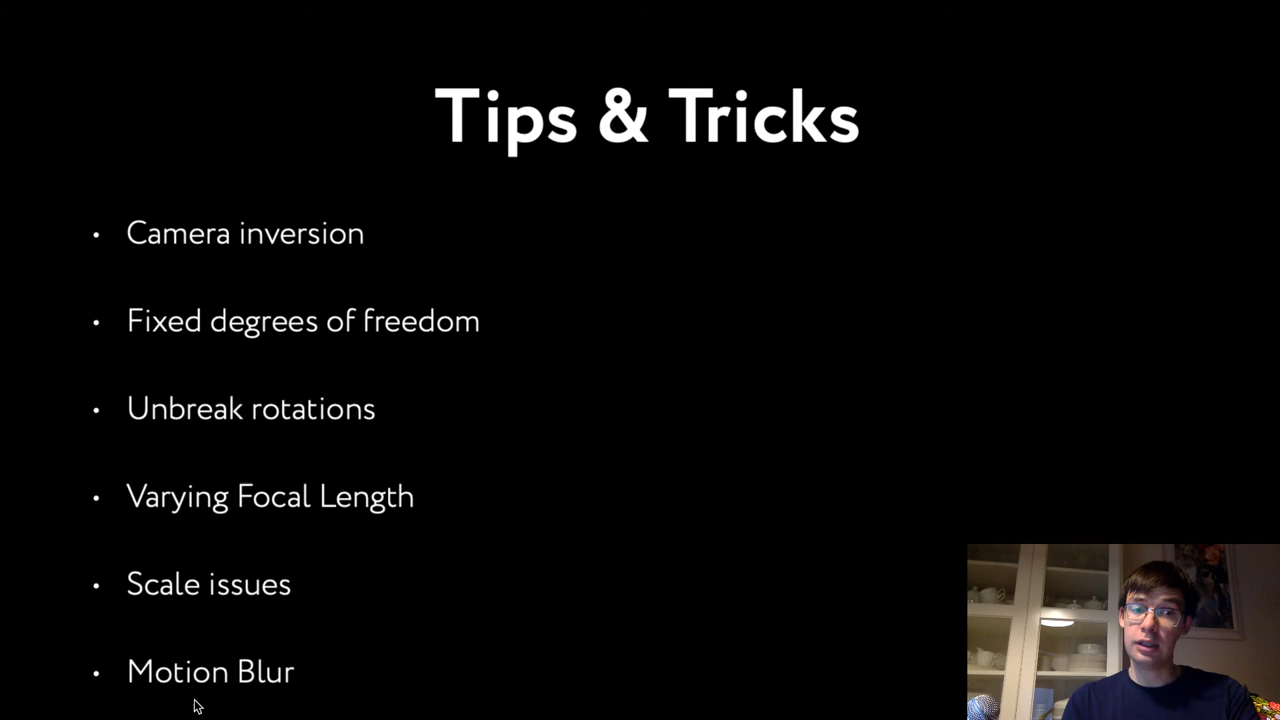 Tips & Tricks
• Camera inversion
• Fixed degrees of freedom
• Unbreak rotations
• Varying Focal Length
• Scale issues
• Motion Blur